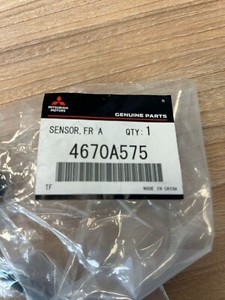 MITSUBISHI
MOTORS
GENUINE PARTS
SENSOR,FR A QTY:1
4670A575
TF MADE IN CHINA